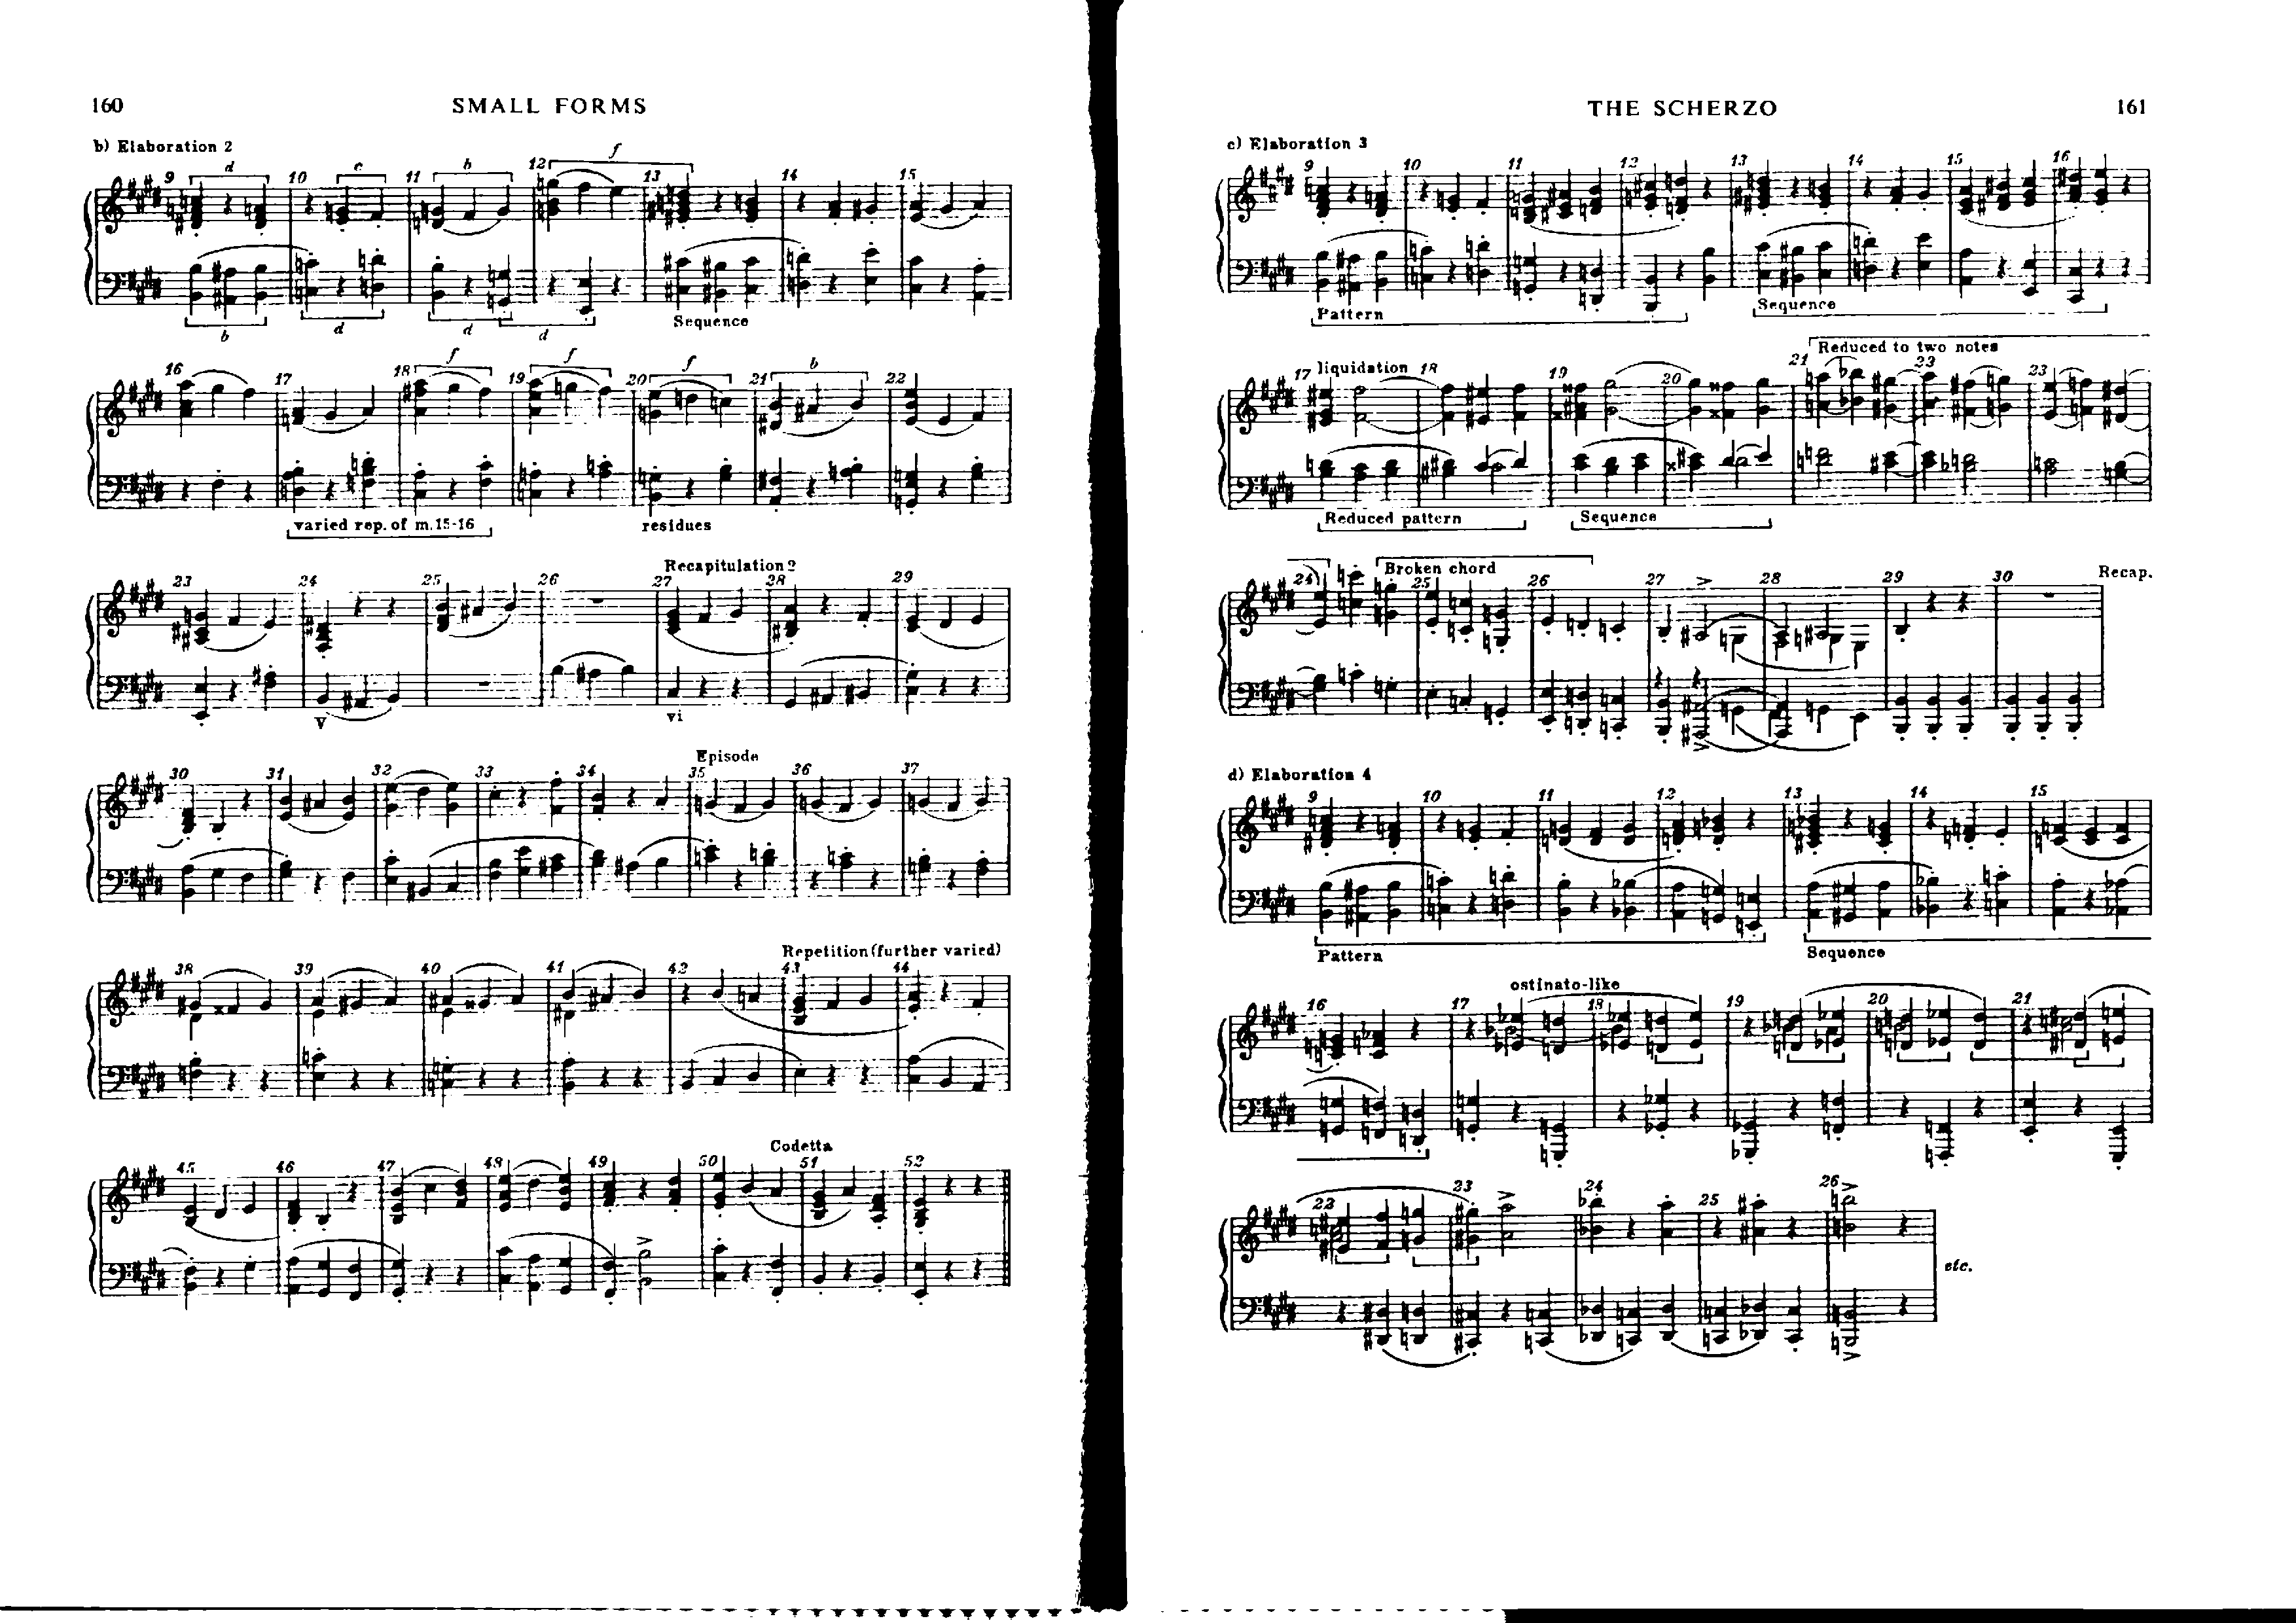 160 SMALL FORMS
b) Elaboration 2
d c b f
9 10 11 12 13 14 15
b d d d Sequence
f f f b
16 17 18 19 20 21 22
varied rep. of m. 15-16 residues
Recapitulation?
23 24 25 26 27 28 29
V vi
Episode
30 31 32 33 34 35 36 37
Repetition (further varied)
38 39 40 41 42 43 44
Codetta
45 46 47 48 49 50 51 52
THE SCHERZO 161
c) Elaboration 3
9 10 11 12 13 14 15 16
Pattern Sequence
liquidation Reduced to two notes
17 18 19 20 21 23 23
Reduced pattern Sequence
Broken chord Recap.
24 25 26 27 28 29 30
d) Elaboration 4
9 10 11 12 13 14 15
Pattern Sequence
ostinato-like
16 17 18 19 20 21
22 23 24 25 26
etc.